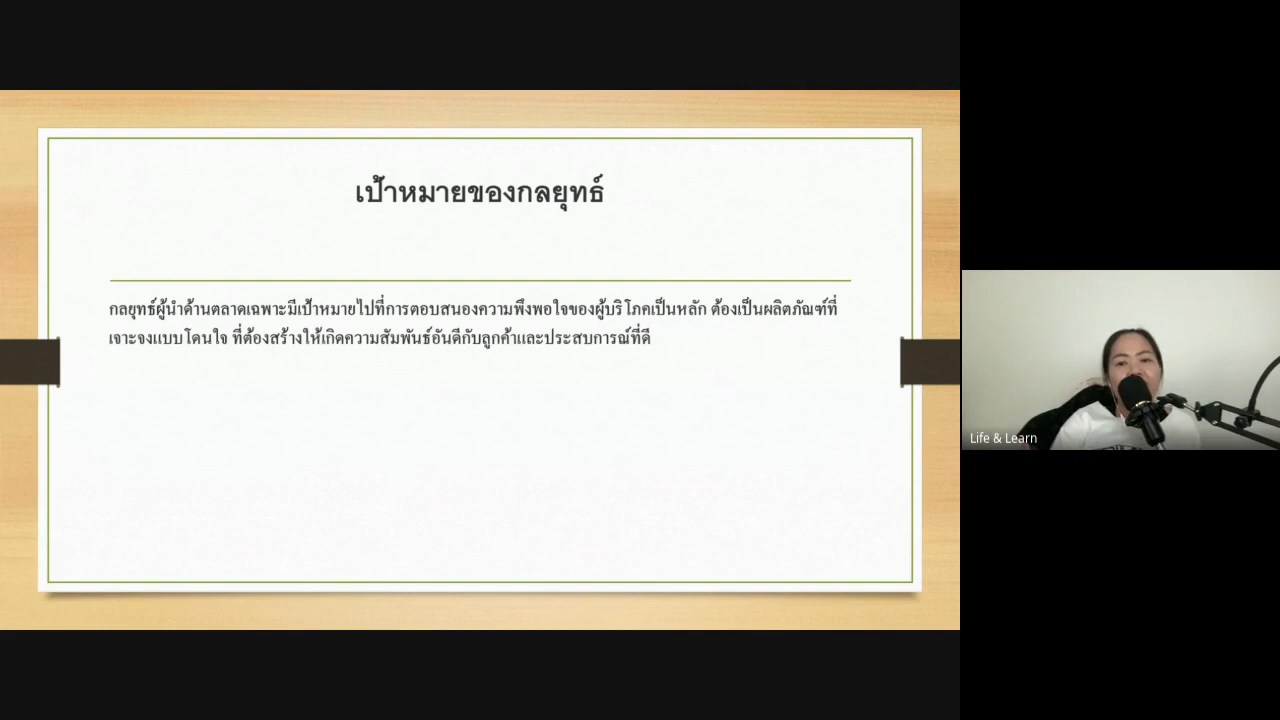 เป้าหมายของกลยุทธ์
กลยุทธ์ผู้นำด้านตลาดเฉพาะมีเป้าหมายไปที่การตอบสนองความพึงพอใจของผู้บริโภคเป็นหลัก ต้องเป็นผลิตภัณฑ์ที่
เจาะจงแบบโดนใจ ที่ต้องสร้างให้เกิดความสัมพันธ์อันดีกับลูกค้าและประสบการณ์ที่ดี
Life & Learn